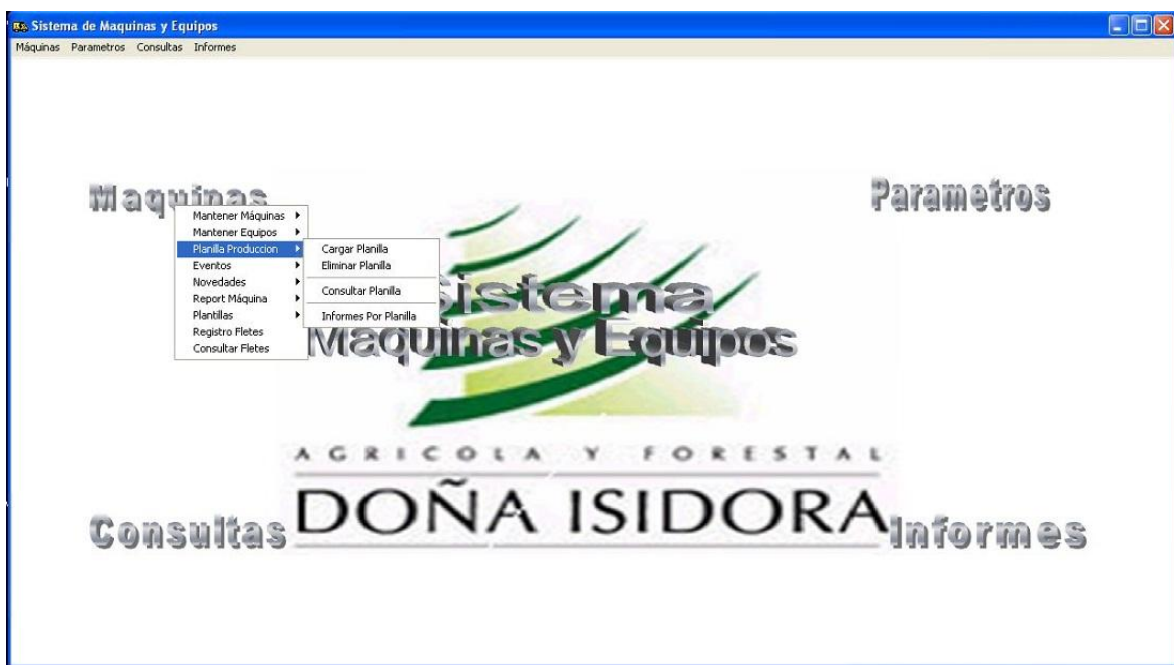 Sistema de Maquinas y Equipos
Máquinas Parametros Consultas Informes
Maquinas
Parametros
Mantener Máquinas
Mantener Equipos
Planilla Produccion
Eventos
Novedades
Report Máquina
Plantillas
Registro Fletes
Consultar Fletes
Cargar Planilla
Eliminar Planilla
Consultar Planilla
Informes Por Planilla
Sistema
Maquinas y Equipos
AGRICOLA Y FORESTAL
DOÑA ISIDORA
Consultas
Informes